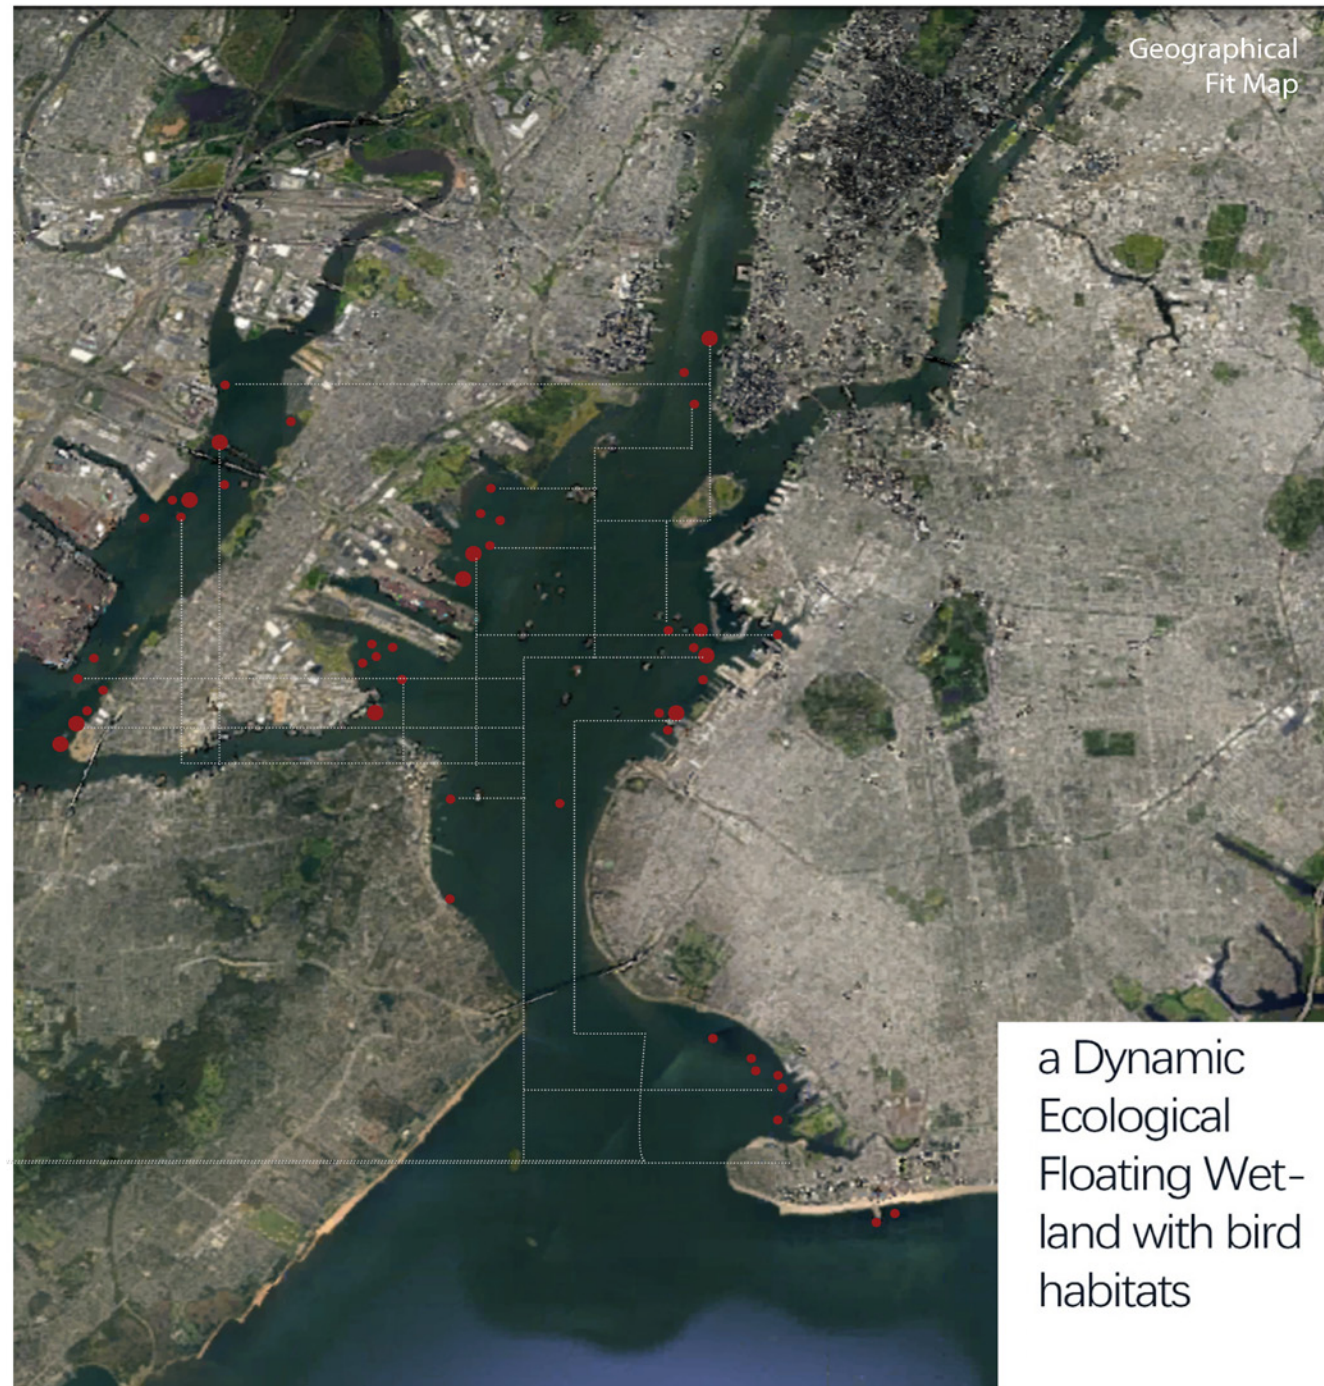 Geographical
Fit Map
a Dynamic
Ecological
Floating Wet-
land with bird
habitats